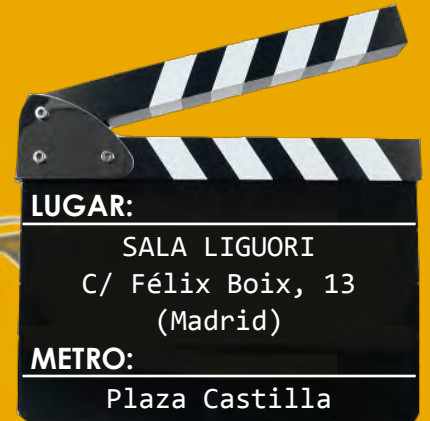 LUGAR:
SALA LIGUORI
C/ Félix Boix, 13
(Madrid)
METRO:
Plaza Castilla